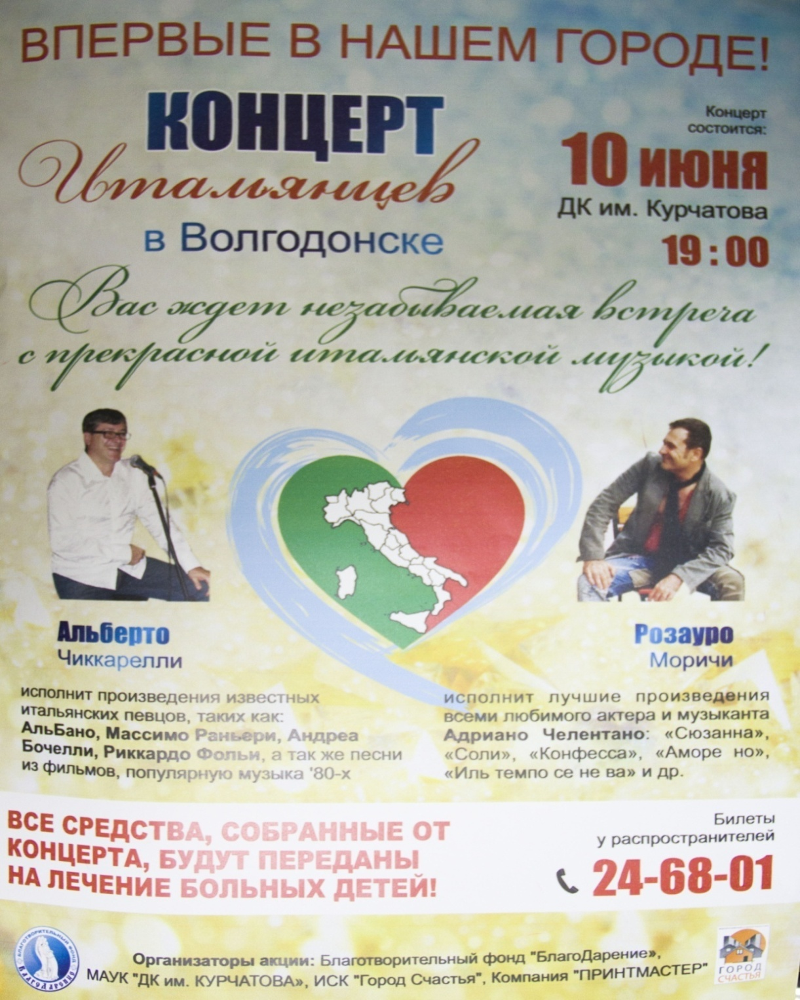 ВПЕРВЫЕ В НАШЕМ ГОРОДЕ!
КОНЦЕРТ
Итальянцев
в Волгодонске
Концерт
состоится:
10 июня
ДК им. Курчатова
19 : 00
Вас ждет незабываемая встреча
с прекрасной итальянской музыкой!
Альберто
Чиккарелли
исполнит произведения известных
итальянских певцов, таких как:
АльБано, Массимо Раньери, Андреа
Бочелли, Риккардо Фольи, а так же песни
из фильмов, популярную музыка '80-х
Розауро
Моричи
исполнит лучшие произведения
всеми любимого актера и музыканта
Адриано Челентано: «Сюзанна»,
«Соли», «Конфесса», «Аморе но»,
«Иль темпо се не ва» и др.
ВСЕ СРЕДСТВА, СОБРАННЫЕ ОТ
КОНЦЕРТА, БУДУТ ПЕРЕДАНЫ
НА ЛЕЧЕНИЕ БОЛЬНЫХ ДЕТЕЙ!
Билеты
у распространителей
24-68-01
БЛАГОТВОРИТЕЛЬНЫЙ ФОНД
БлагоДарение
Организаторы акции: Благотворительный фонд "БлагоДарение»,
МАУК "ДК им. КУРЧАТОВА», ИСК "Город Счастья", Компания "ПРИНТМАСТЕР"
ГОРОД
СЧАСТЬЯ